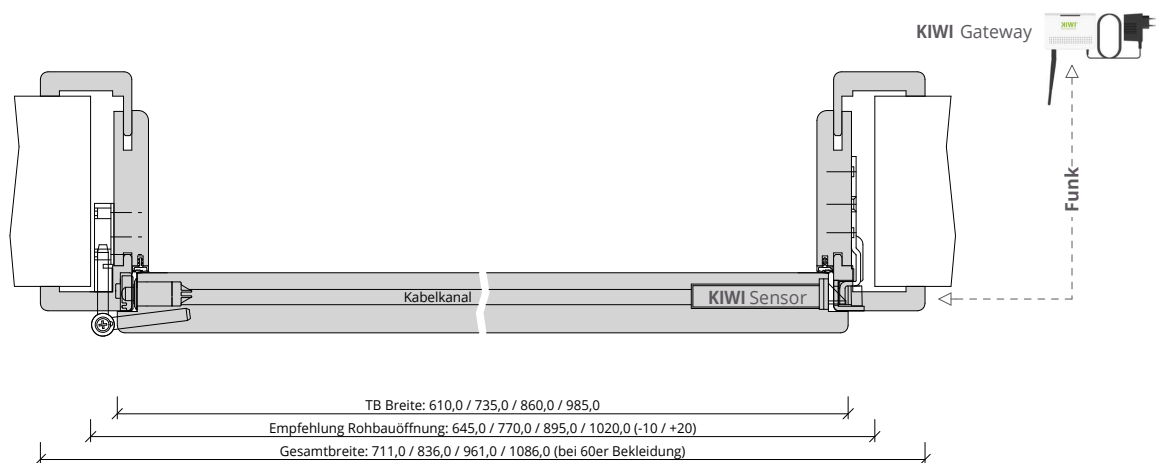 KIWI Gateway
KIWI
Funk
Kabelkanal
KIWI Sensor
TB Breite: 610,0 / 735,0 / 860,0 / 985,0
Empfehlung Rohbauöffnung: 645,0 / 770,0 / 895,0 / 1020,0 (-10 / +20)
Gesamtbreite: 711,0 / 836,0 / 961,0 / 1086,0 (bei 60er Bekleidung)